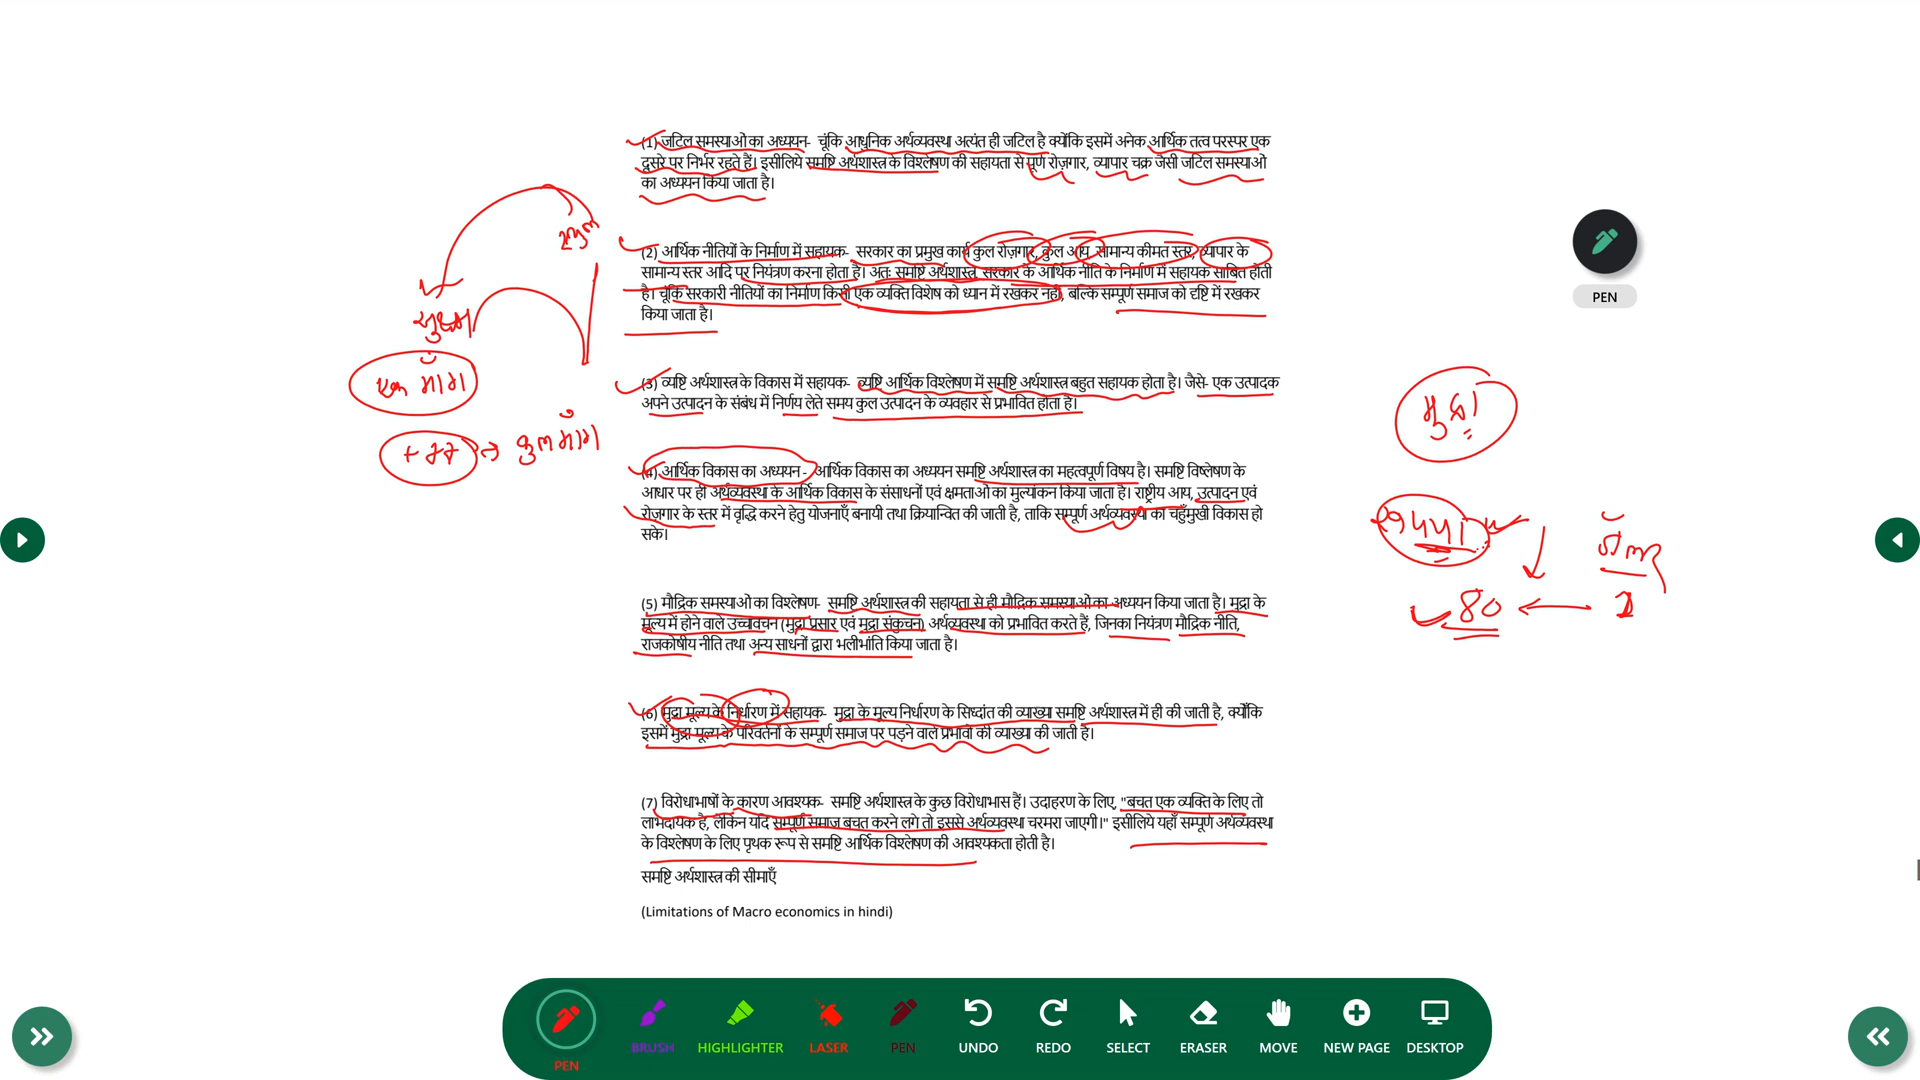 (1) जटिल समस्याओं का अध्ययन- चूंकि आधुनिक अर्थव्यवस्था अत्यंत ही जटिल है क्योंकि इसमें अनेक आर्थिक तत्व परस्पर एक
दूसरे पर निर्भर रहते हैं। इसीलिये समष्टि अर्थशास्त्र के विश्लेषण की सहायता से पूर्ण रोज़गार, व्यापार चक्र जैसी जटिल समस्याओं
का अध्ययन किया जाता है।
(2) आर्थिक नीतियों के निर्माण में सहायक- सरकार का प्रमुख कार्य कुल रोज़गार, कुल आय, सामान्य कीमत स्तर, व्यापार के
सामान्य स्तर आदि पर नियंत्रण करना होता है। अतः समष्टि अर्थशास्त्र, सरकार के आर्थिक नीति के निर्माण में सहायक साबित होती
है। चूंकि सरकारी नीतियों का निर्माण किसी एक व्यक्ति विशेष को ध्यान में रखकर नहीं, बल्कि सम्पूर्ण समाज को दृष्टि में रखकर
किया जाता है।
(3) व्यष्टि अर्थशास्त्र के विकास में सहायक- व्यष्टि आर्थिक विश्लेषण में समष्टि अर्थशास्त्र बहुत सहायक होता है। जैसे- एक उत्पादक
अपने उत्पादन के संबंध में निर्णय लेते समय कुल उत्पादन के व्यवहार से प्रभावित होता है।
(4) आर्थिक विकास का अध्ययन- आर्थिक विकास का अध्ययन समष्टि अर्थशास्त्र का महत्वपूर्ण विषय है। समष्टि विश्लेषण के
आधार पर ही अर्थव्यवस्था के आर्थिक विकास के संसाधनों एवं क्षमताओं का मुल्यांकन किया जाता है। राष्ट्रीय आय, उत्पादन एवं
रोज़गार के स्तर में वृद्धि करने हेतु योजनाएँ बनायी तथा क्रियान्वित की जाती है, ताकि सम्पूर्ण अर्थव्यवस्था का चहुँमुखी विकास हो
सके।
(5) मौद्रिक समस्याओं का विश्लेषण- समष्टि अर्थशास्त्र की सहायता से ही मौद्रिक समस्याओं का अध्ययन किया जाता है। मुद्रा के
मूल्य में होने वाले उच्चावचन (मुद्रा प्रसार एवं मुद्रा संकुचन) अर्थव्यवस्था को प्रभावित करते हैं, जिनका नियंत्रण मौद्रिक नीति,
राजकोषीय नीति तथा अन्य साधनों द्वारा भलीभांति किया जाता है।
(6) मुद्रा मूल्य के निर्धारण में सहायक- मुद्रा के मूल्य निर्धारण के सिध्दांत की व्याख्या समष्टि अर्थशास्त्र में ही की जाती है, क्योंकि
इसमें मुद्रा मूल्य के परिवर्तनों के सम्पूर्ण समाज पर पड़ने वाले प्रभावों की व्याख्या की जाती है।
(7) विरोधाभाषों के कारण आवश्यक- समष्टि अर्थशास्त्र के कुछ विरोधाभास हैं। उदाहरण के लिए, "बचत एक व्यक्ति के लिए तो
लाभदायक है, लेकिन यदि सम्पूर्ण समाज बचत करने लगे तो इससे अर्थव्यवस्था चरमरा जाएगी।" इसीलिये यहाँ सम्पूर्ण अर्थव्यवस्था
के विश्लेषण के लिए पृथक रूप से समष्टि आर्थिक विश्लेषण की आवश्यकता होती है।
समष्टि अर्थशास्त्र की सीमाएँ
(Limitations of Macro economics in hindi)
एक माग
कुल माग
मुद्रा
रुपया
डॉलर
80
1
PEN
PEN
BRUSH
HIGHLIGHTER
LASER
PEN
UNDO
REDO
SELECT
ERASER
MOVE
NEW PAGE
DESKTOP